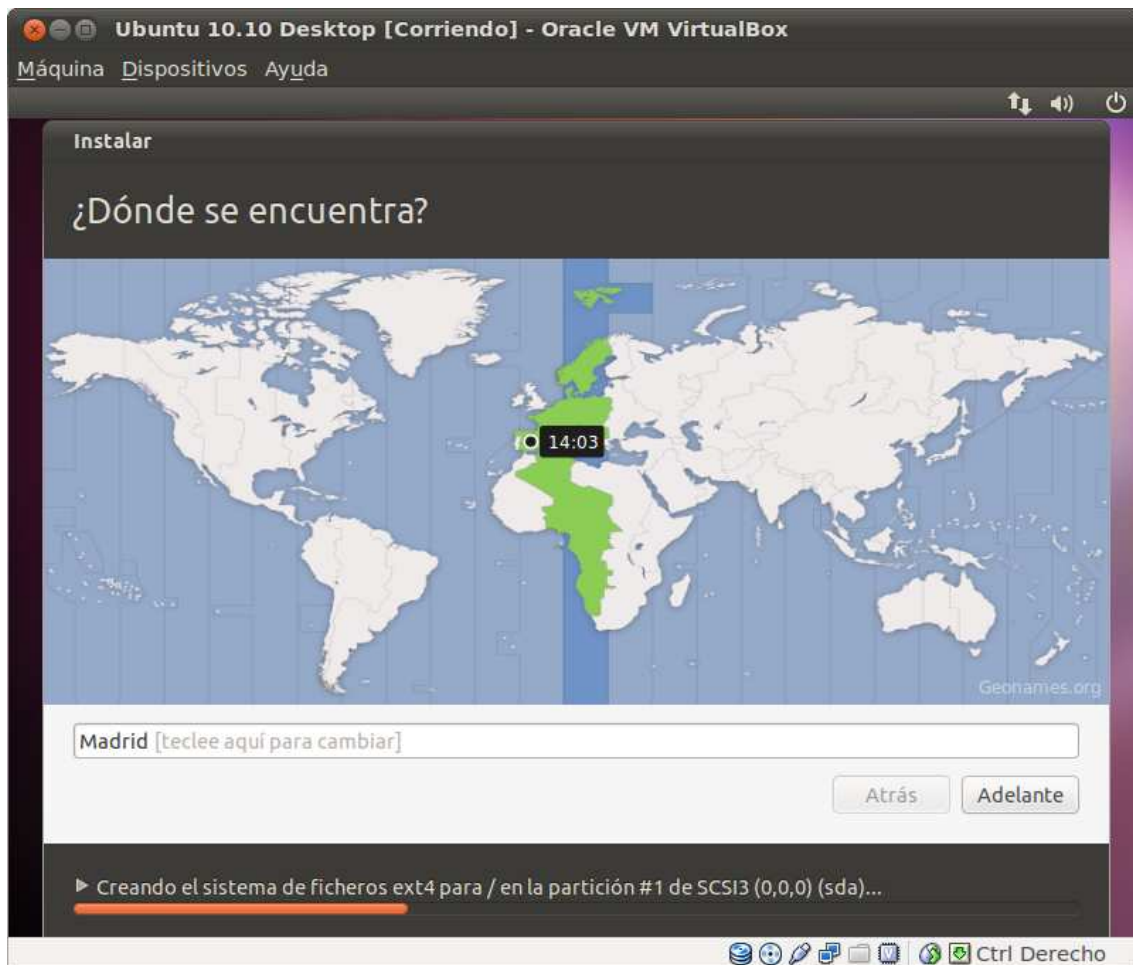 Ubuntu 10.10 Desktop [Corriendo] - Oracle VM VirtualBox
Máquina Dispositivos Ayuda
Instalar
¿Dónde se encuentra?
14:03
Geonames.org
Madrid [teclee aquí para cambiar]
Atrás Adelante
Creando el sistema de ficheros ext4 para / en la partición #1 de SCSI3 (0,0,0) (sda)...
Ctrl Derecho